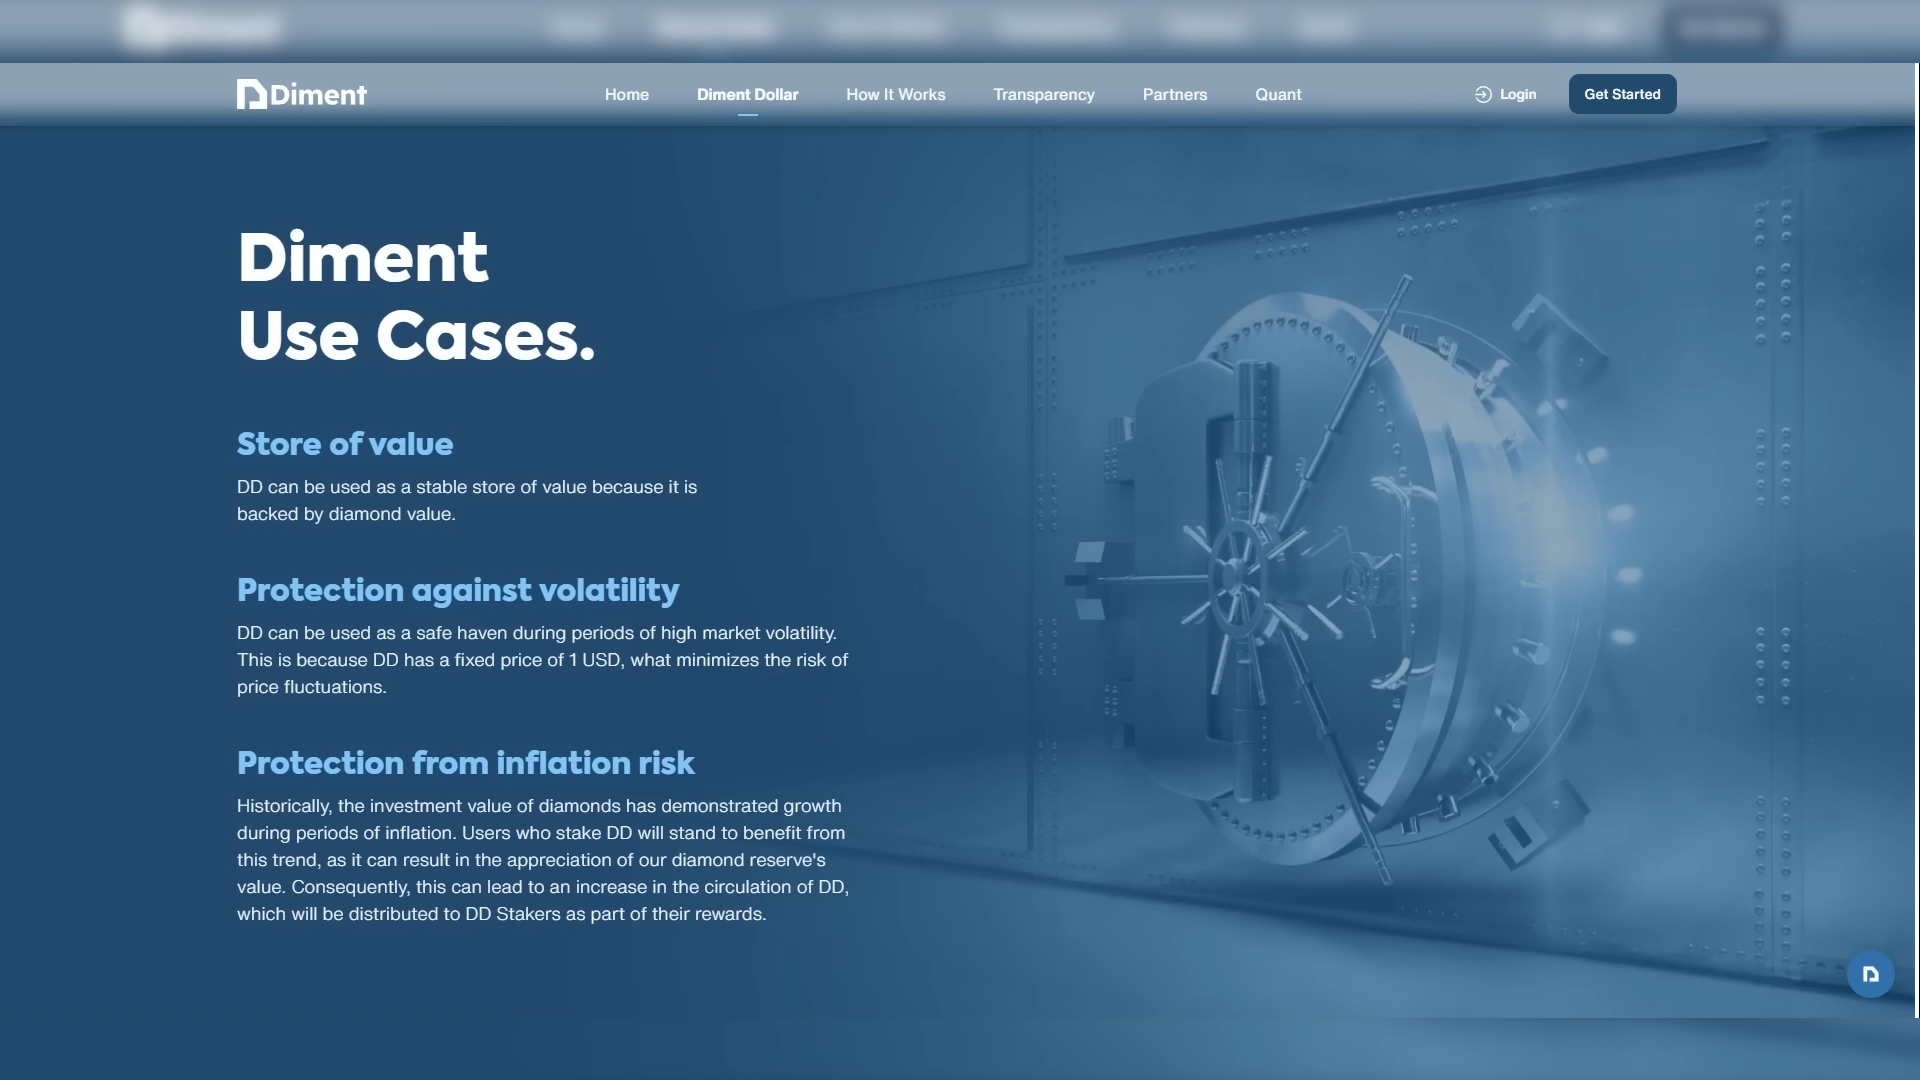 Diment
Home
Diment Dollar
How It Works
Transparency
Partners
Quant
Login
Get Started
Diment
Use Cases.
Store of value
DD can be used as a stable store of value because it is
backed by diamond value.
Protection against volatility
DD can be used as a safe haven during periods of high market volatility.
This is because DD has a fixed price of 1 USD, what minimizes the risk of
price fluctuations.
Protection from inflation risk
Historically, the investment value of diamonds has demonstrated growth
during periods of inflation. Users who stake DD will stand to benefit from
this trend, as it can result in the appreciation of our diamond reserve's
value. Consequently, this can lead to an increase in the circulation of DD,
which will be distributed to DD Stakers as part of their rewards.